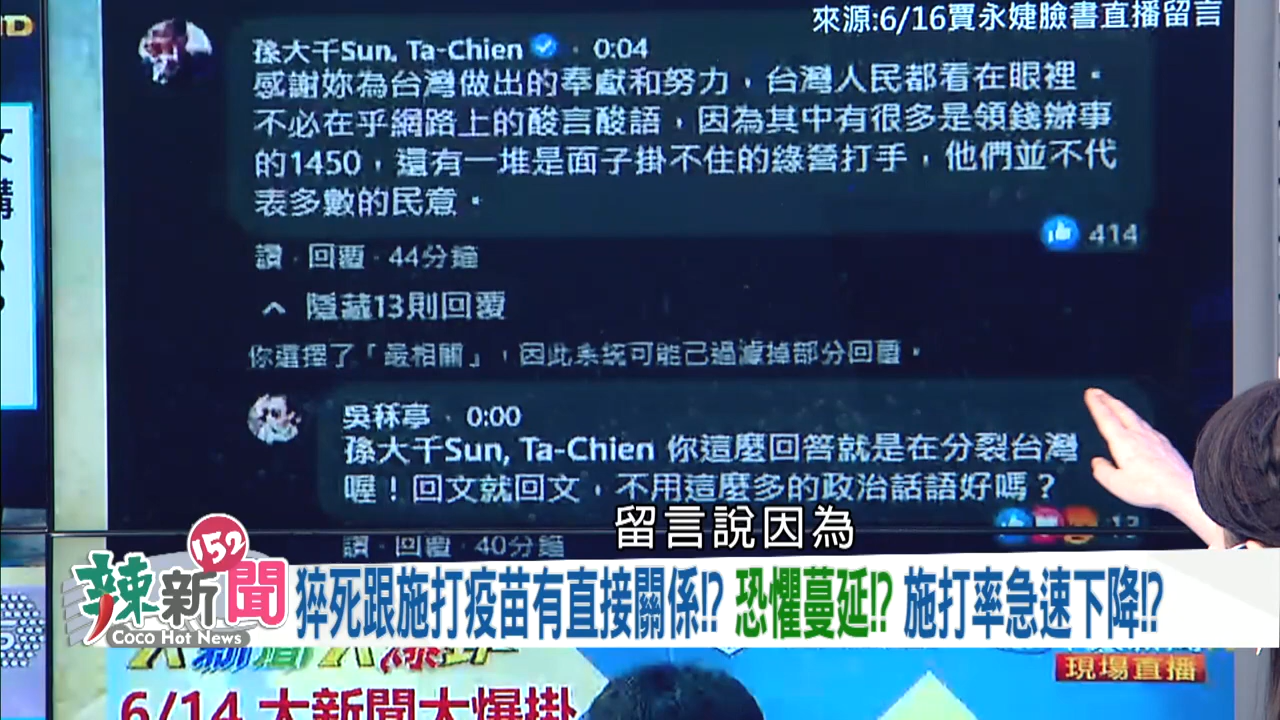 來源:6/16賈永婕臉書直播留言
孫大千Sun, Ta-Chien · 0:04
感謝妳為台灣做出的奉獻和努力，台灣人民都看在眼裡。
不必在乎網路上的酸言酸語，因為其中有很多是領錢辦事
的1450，還有一堆是面子掛不住的綠營打手，他們並不代
表多數的民意。
414
讚 · 回覆 · 44分鐘
隱藏13則回覆
你選擇了「最相關」，因此系統可能已過濾掉部分回覆。
吳秝亭 · 0:00
孫大千Sun, Ta-Chien 你這麼回答就是在分裂台灣
喔！回文就回文，不用這麼多的政治話語好嗎？
13
讚 · 回覆 · 40分鐘
留言說因為
辣新聞152
Coco Hot News
猝死跟施打疫苗有直接關係!? 恐懼蔓延!? 施打率急速下降!?
大新聞大爆卦
現場直播
6/14 大新聞大爆掛